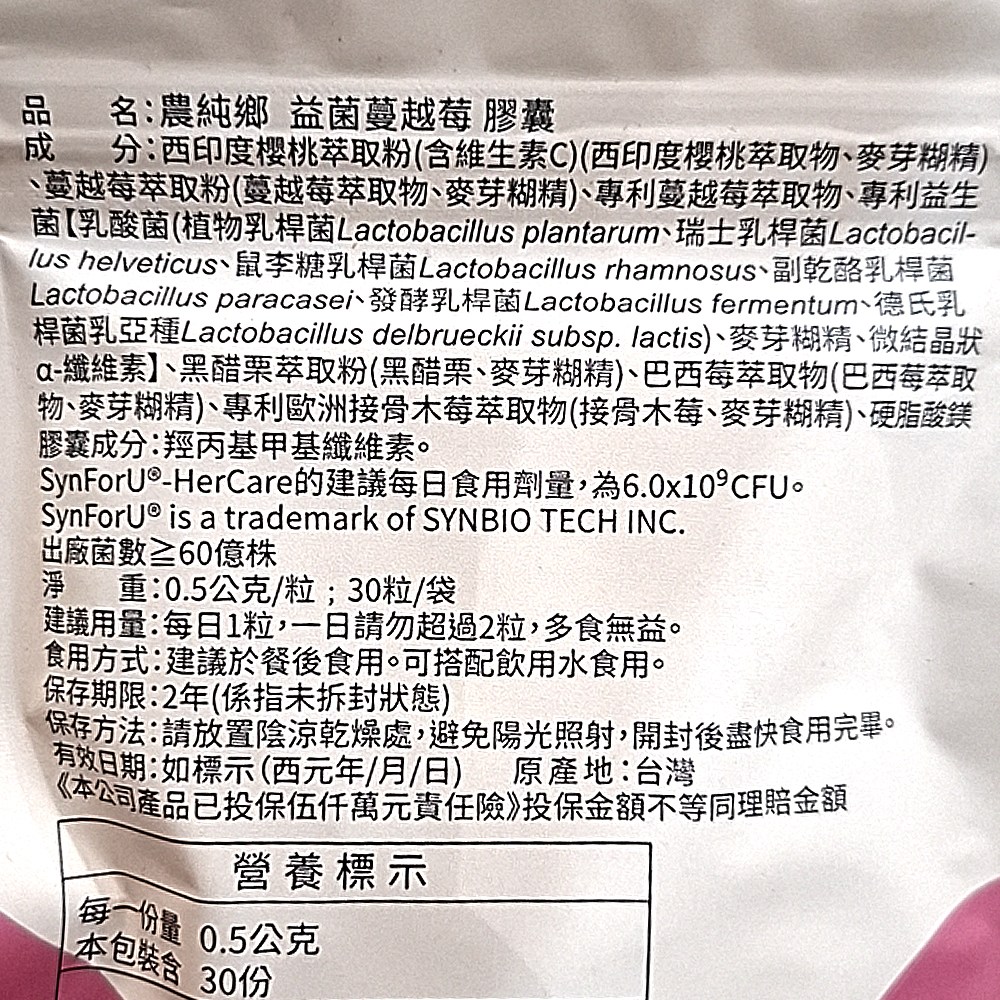 品　　名：農純鄉 益菌蔓越莓 膠囊
成　　分：西印度櫻桃萃取粉(含維生素C)(西印度櫻桃萃取物、麥芽糊精)
、蔓越莓萃取粉(蔓越莓萃取物、麥芽糊精)、專利蔓越莓萃取物、專利益生
菌【乳酸菌(植物乳桿菌Lactobacillus plantarum、瑞士乳桿菌Lactobacil-
lus helveticus、鼠李糖乳桿菌Lactobacillus rhamnosus、副乾酪乳桿菌
Lactobacillus paracasei、發酵乳桿菌Lactobacillus fermentum、德氏乳
桿菌乳亞種Lactobacillus delbrueckii subsp. lactis)、麥芽糊精、微結晶狀
α-纖維素】、黑醋栗萃取粉(黑醋栗、麥芽糊精)、巴西莓萃取物(巴西莓萃取
物、麥芽糊精)、專利歐洲接骨木莓萃取物(接骨木莓、麥芽糊精)、硬脂酸鎂
膠囊成分：羥丙基甲基纖維素。
SynForU®-HerCare的建議每日食用劑量，為6.0x10⁹CFU。
SynForU® is a trademark of SYNBIO TECH INC.
出廠菌數≧60億株
淨　　重：0.5公克/粒；30粒/袋
建議用量：每日1粒，一日請勿超過2粒，多食無益。
食用方式：建議於餐後食用。可搭配飲用水食用。
保存期限：2年(係指未拆封狀態)
保存方法：請放置陰涼乾燥處，避免陽光照射，開封後盡快食用完畢。
有效日期：如標示(西元年/月/日)　原產地：台灣
《本公司產品已投保伍仟萬元責任險》投保金額不等同理賠金額
營養標示
每一份量 0.5公克
本包裝含 30份